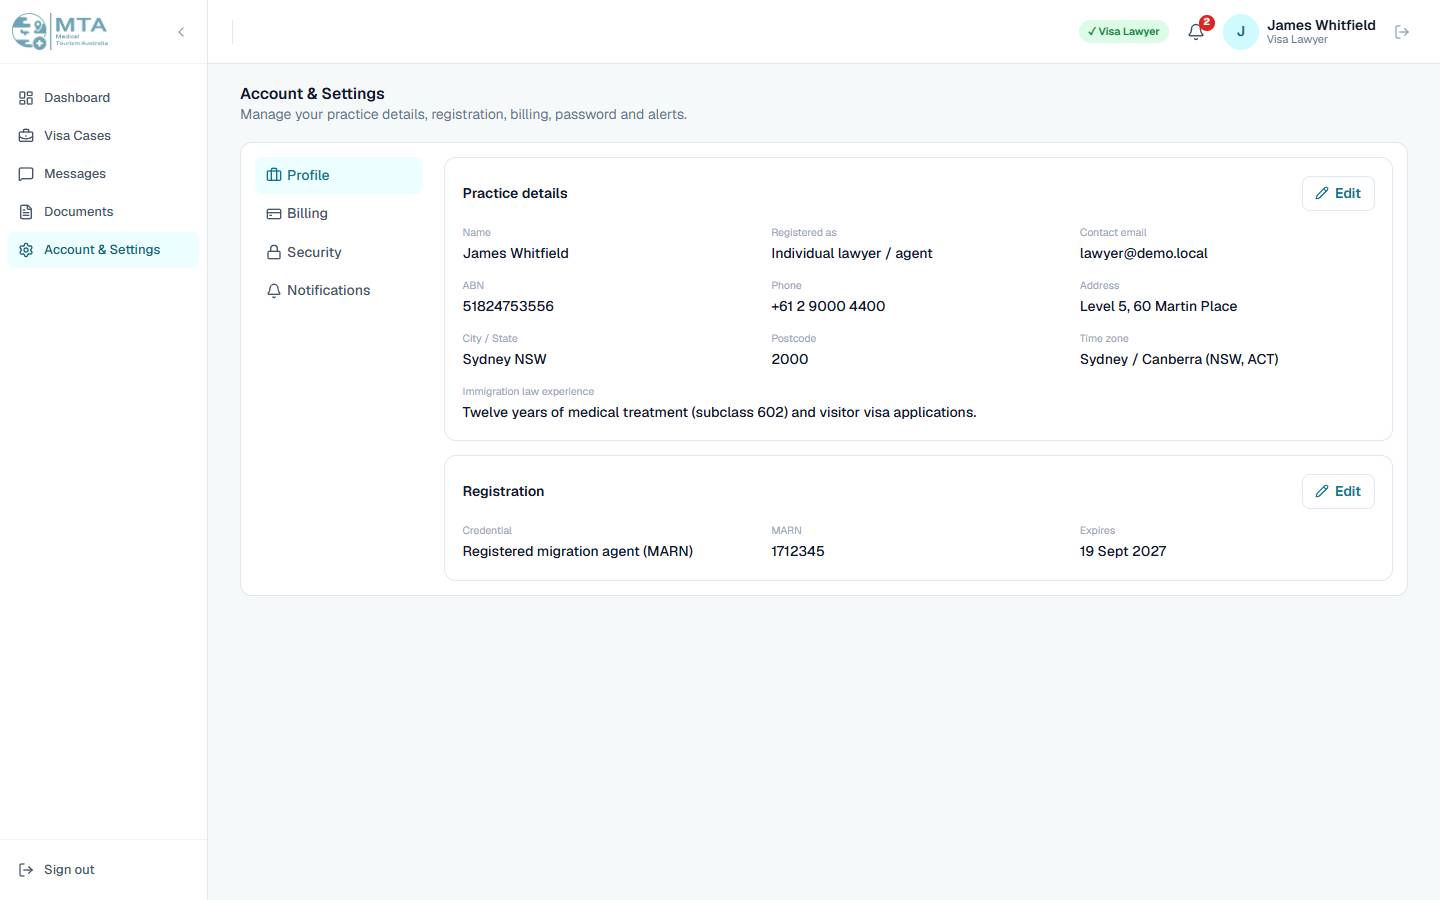 MTA
Medical
Tourism Australia
✓ Visa Lawyer
2
J
James Whitfield
Visa Lawyer
Dashboard
Visa Cases
Messages
Documents
Account & Settings
Sign out
Account & Settings
Manage your practice details, registration, billing, password and alerts.
Profile
Billing
Security
Notifications
Practice details
Edit
Name
James Whitfield
Registered as
Individual lawyer / agent
Contact email
lawyer@demo.local
ABN
51824753556
Phone
+61 2 9000 4400
Address
Level 5, 60 Martin Place
City / State
Sydney NSW
Postcode
2000
Time zone
Sydney / Canberra (NSW, ACT)
Immigration law experience
Twelve years of medical treatment (subclass 602) and visitor visa applications.
Registration
Edit
Credential
Registered migration agent (MARN)
MARN
1712345
Expires
19 Sept 2027